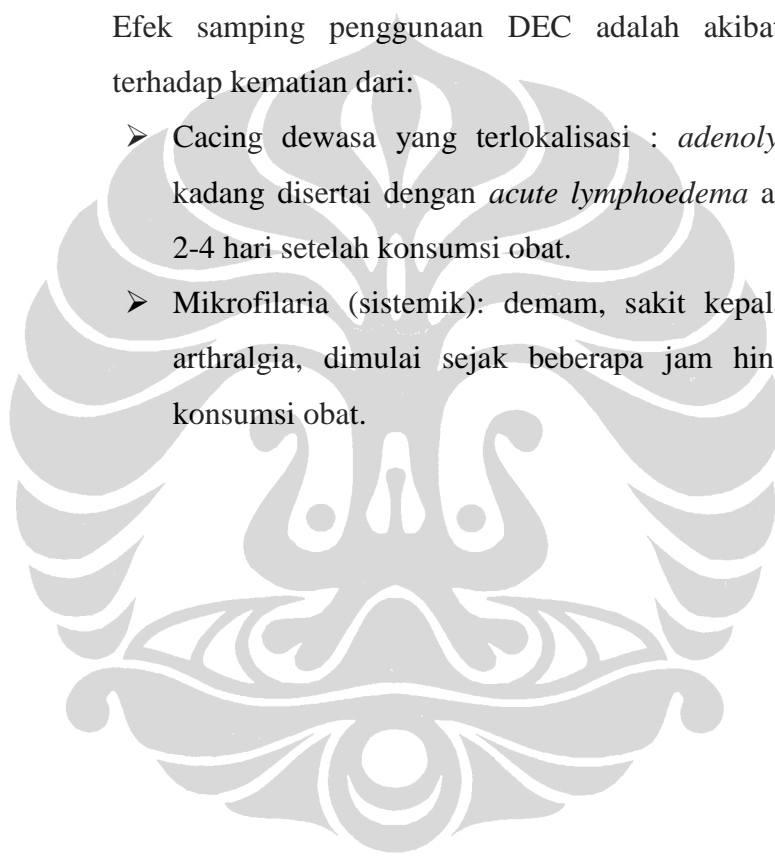 Efek samping penggunaan DEC adalah akibat
terhadap kematian dari:
➢ Cacing dewasa yang terlokalisasi : adenoly
kadang disertai dengan acute lymphoedema a
2-4 hari setelah konsumsi obat.
➢ Mikrofilaria (sistemik): demam, sakit kepal
arthralgia, dimulai sejak beberapa jam hin
konsumsi obat.